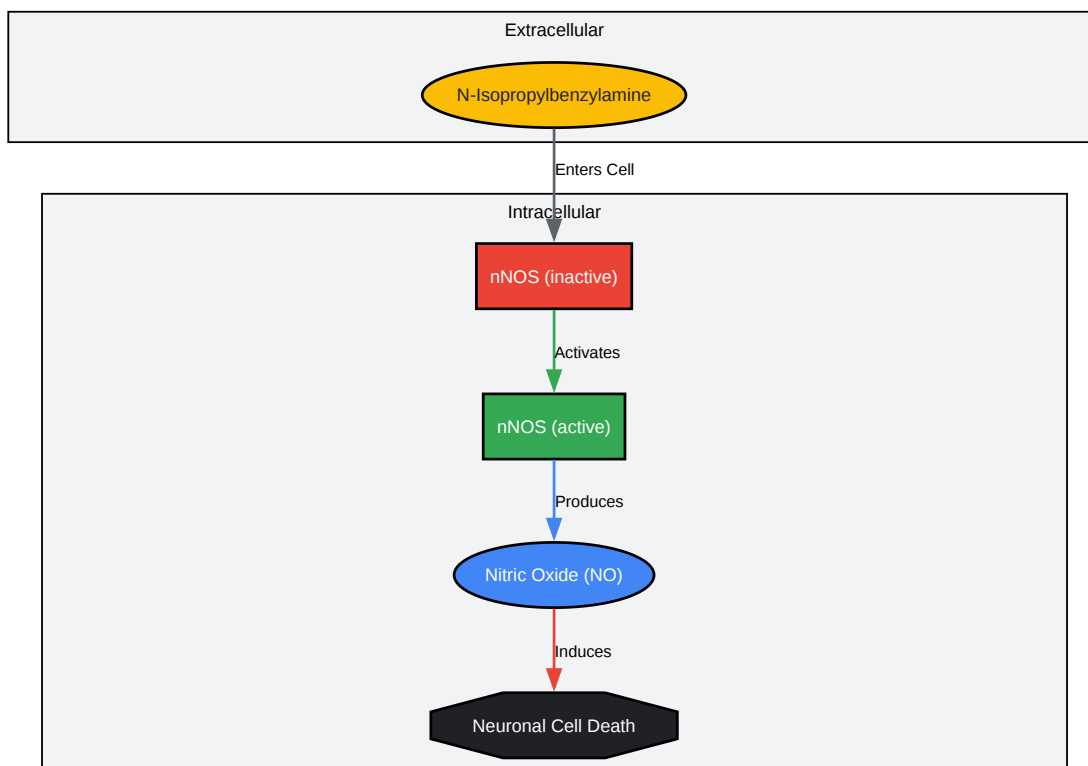 Extracellular
N-Isopropylbenzylamine
Enters Cell
Intracellular
nNOS (inactive)
Activates
nNOS (active)
Produces
Nitric Oxide (NO)
Induces
Neuronal Cell Death